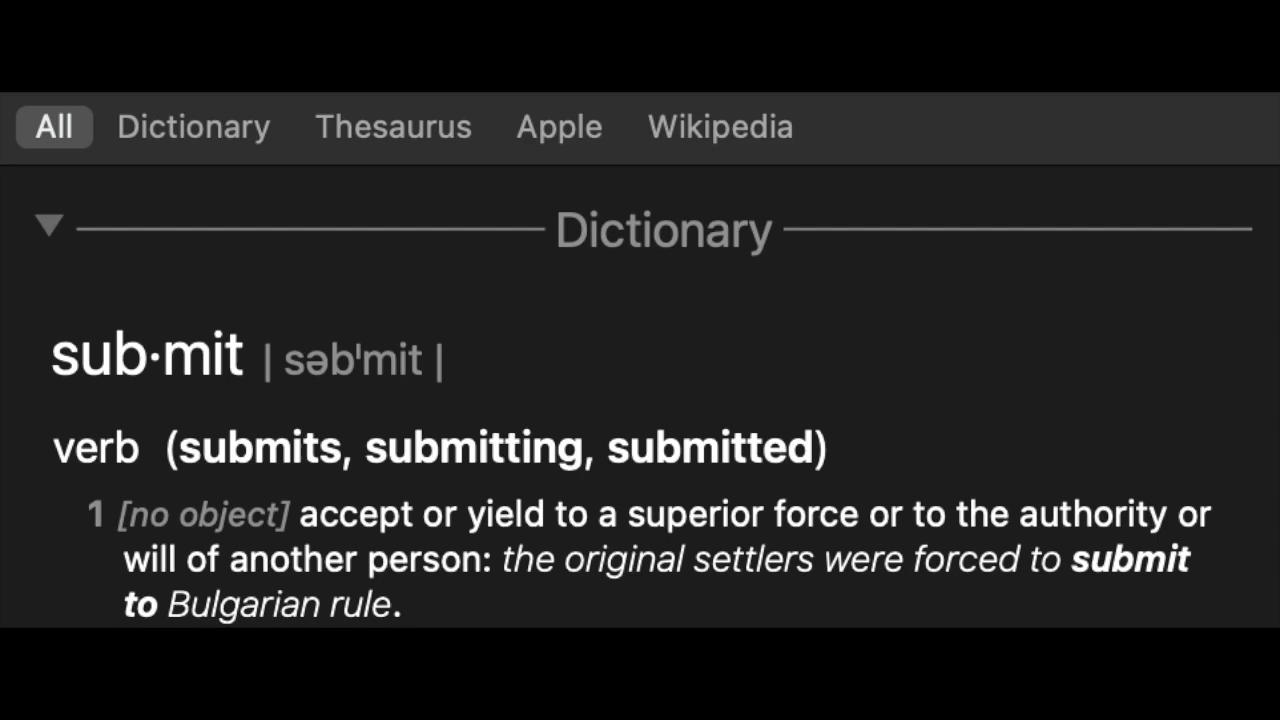 All Dictionary Thesaurus Apple Wikipedia
Dictionary
sub·mit | səbˈmit |
verb (submits, submitting, submitted)
1 [no object] accept or yield to a superior force or to the authority or
will of another person: the original settlers were forced to submit
to Bulgarian rule.